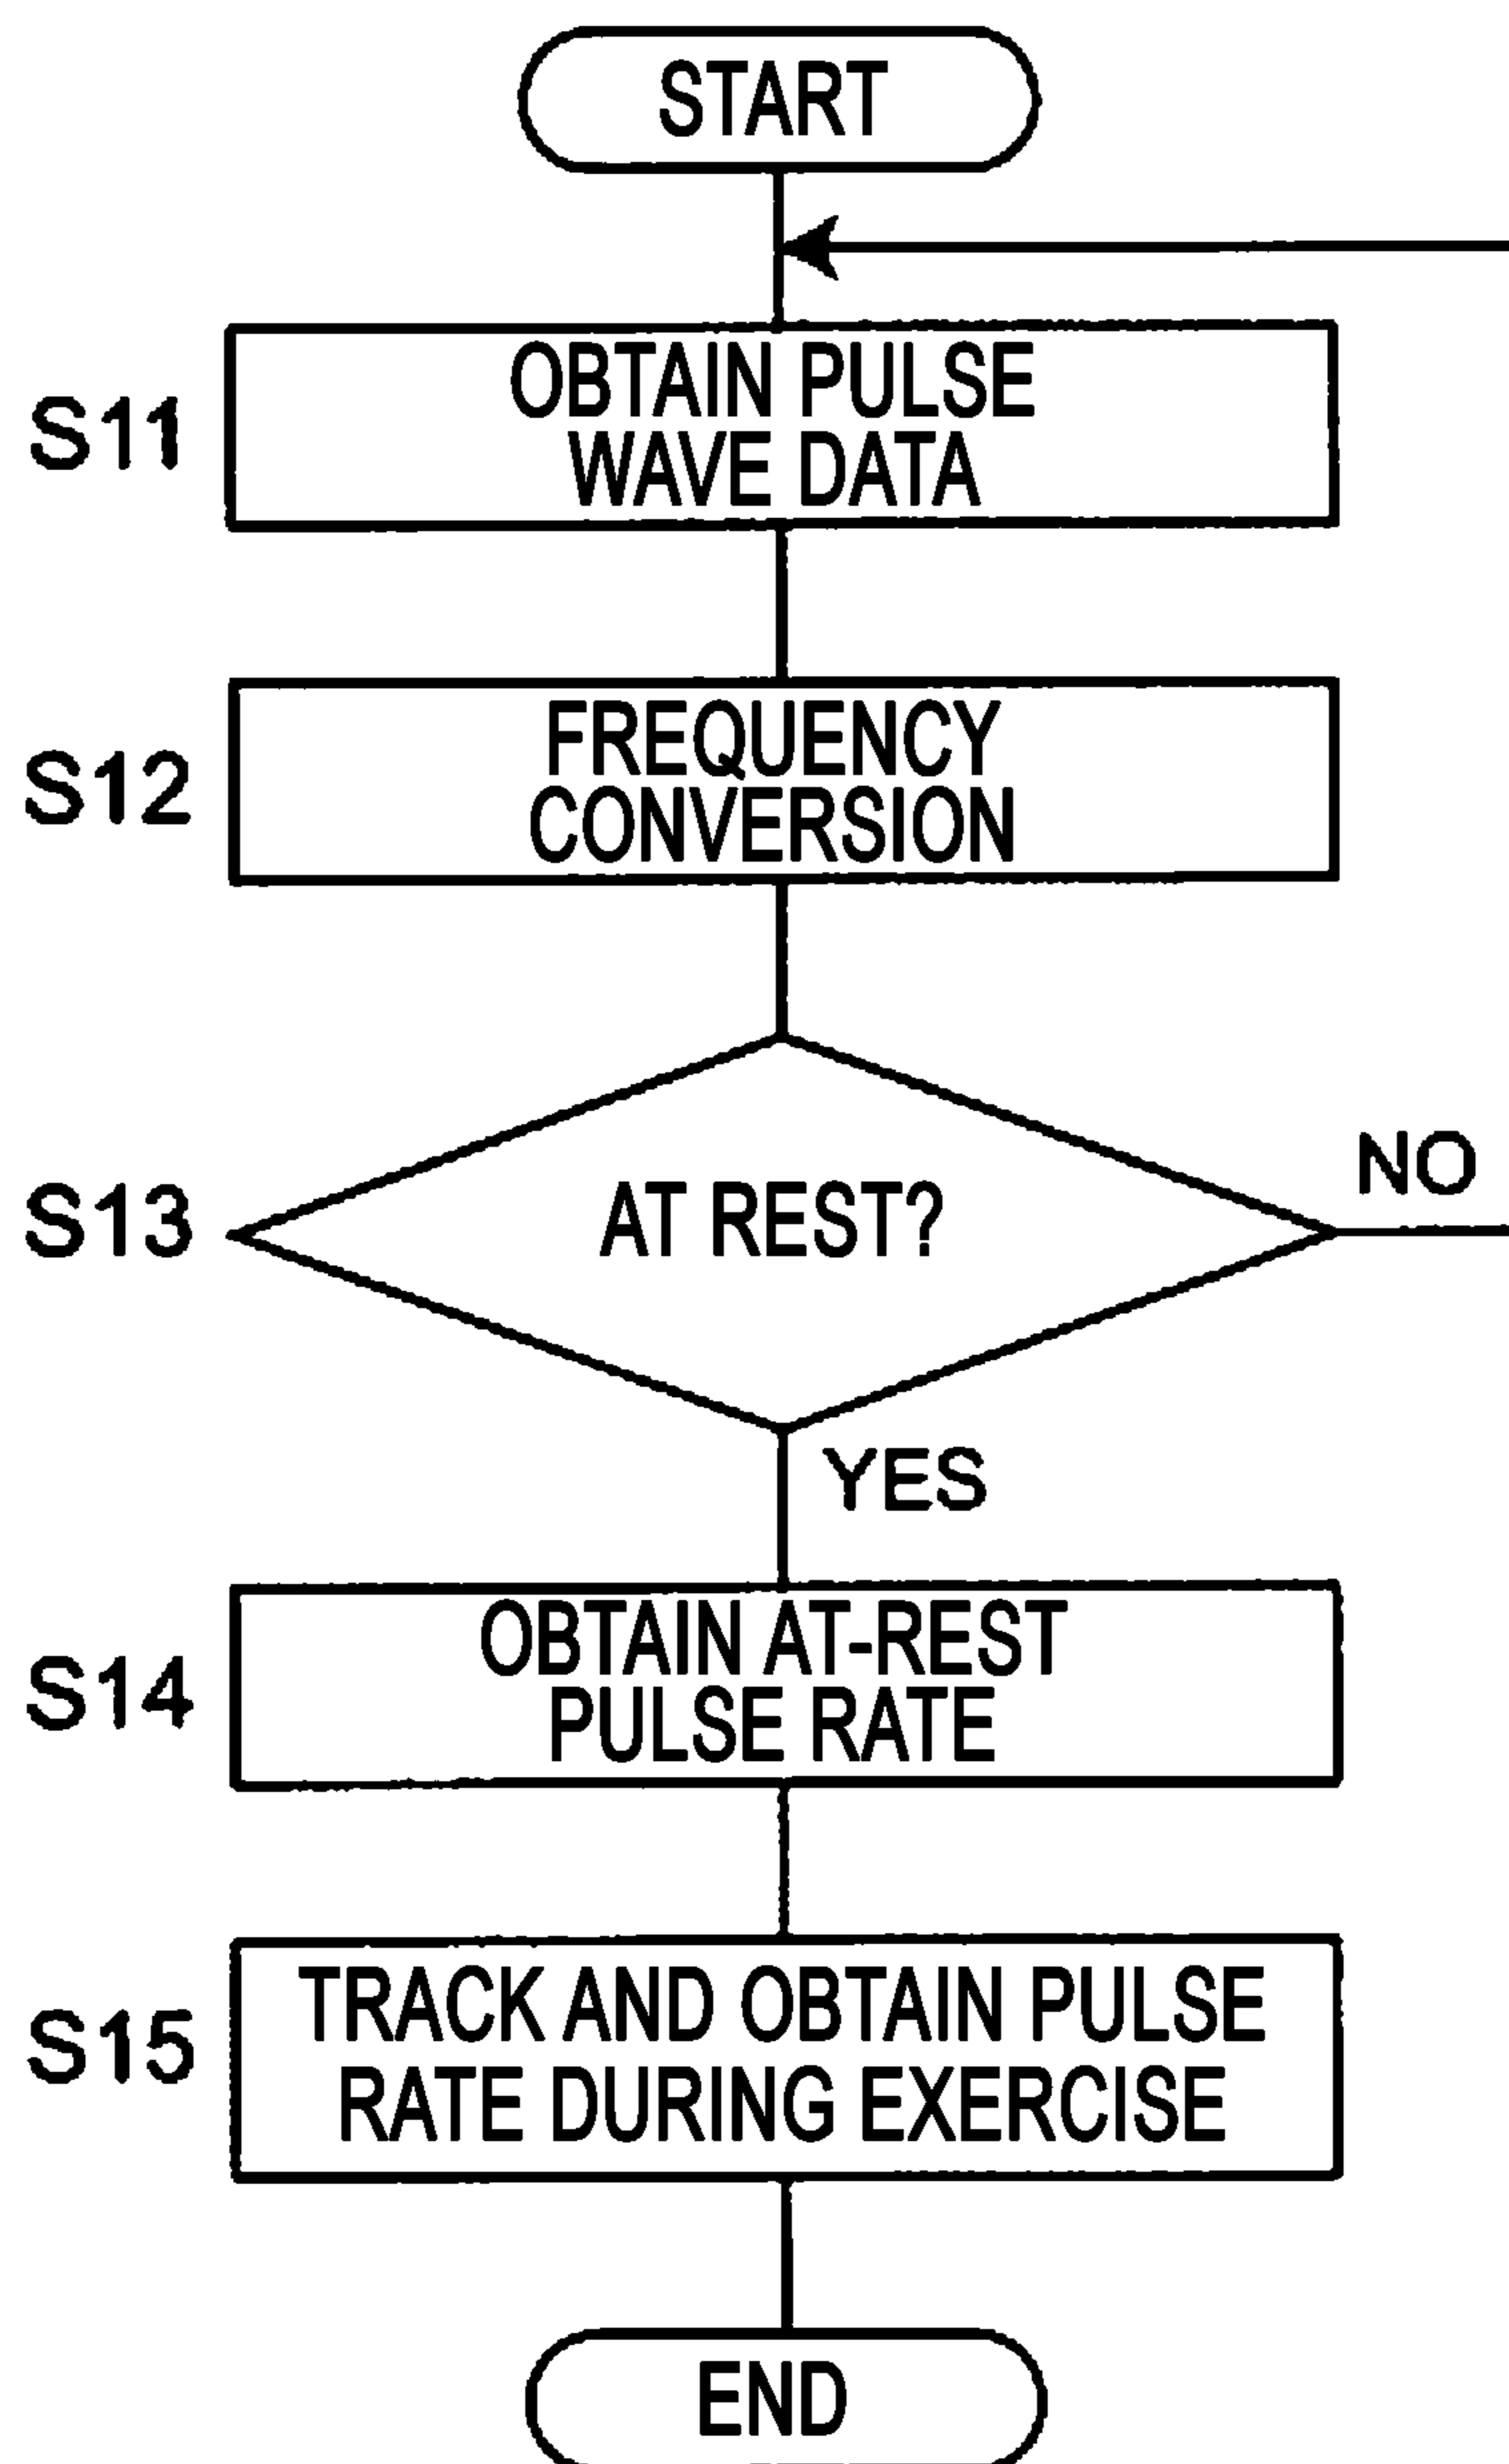 START
S11
OBTAIN PULSE
WAVE DATA
S12
FREQUENCY
CONVERSION
S13
AT REST?
NO
YES
S14
OBTAIN AT-REST
PULSE RATE
S15
TRACK AND OBTAIN PULSE
RATE DURING EXERCISE
END